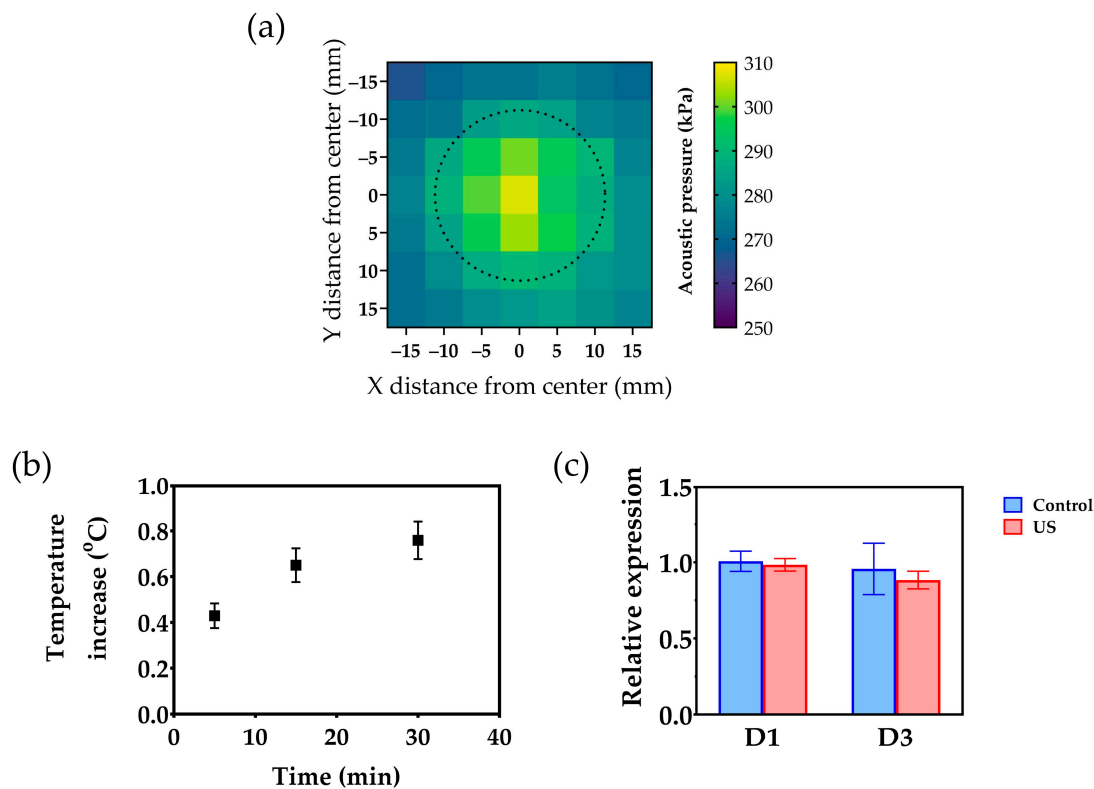 (a)
Y distance from center (mm)
−15
−10
−5
0
5
10
15
−15 −10 −5 0 5 10 15
X distance from center (mm)
310
300
290
280
270
260
250
Acoustic pressure (kPa)
(b)
Temperature
increase (ºC)
1.0
0.8
0.6
0.4
0.2
0.0
0 10 20 30 40
Time (min)
(c)
Relative expression
1.5
1.0
0.5
0.0
D1 D3
Control
US